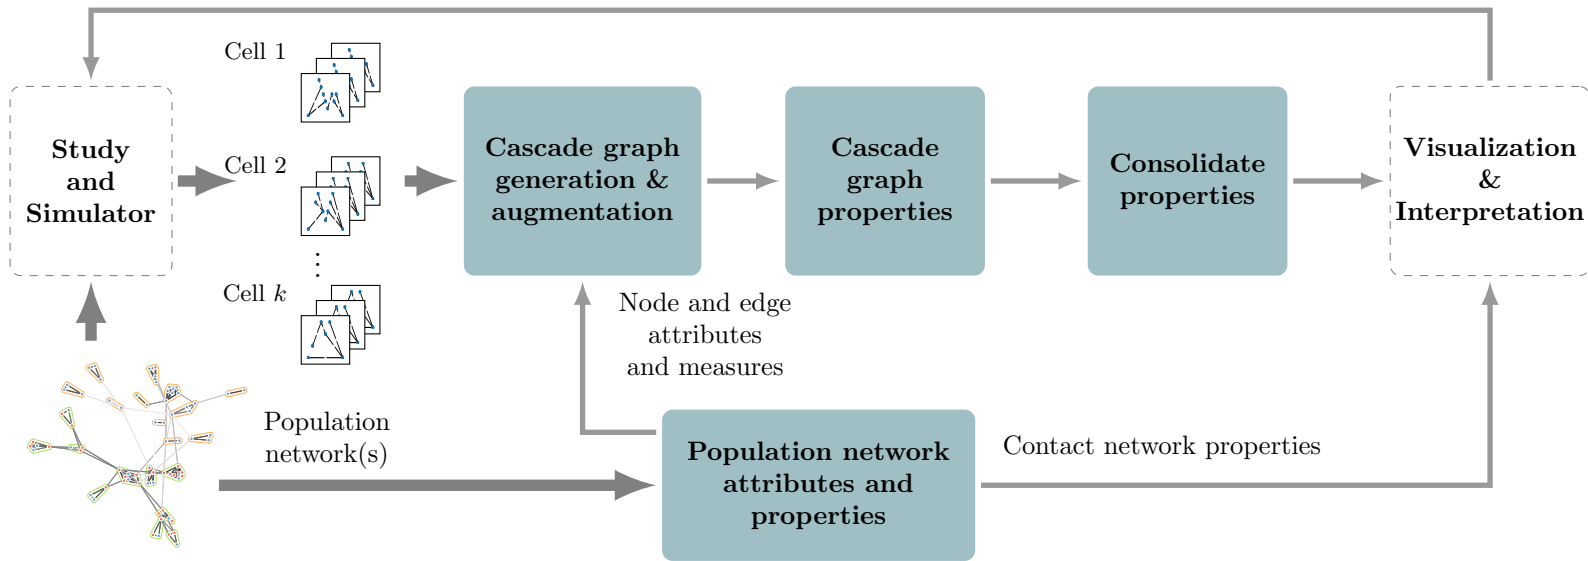 Cell 1
Study
and
Simulator
Cell 2
⋮
Cell k
Cascade graph
generation &
augmentation
Cascade
graph
properties
Consolidate
properties
Visualization
&
Interpretation
Node and edge
attributes
and measures
Population
network(s)
Population network
attributes and
properties
Contact network properties